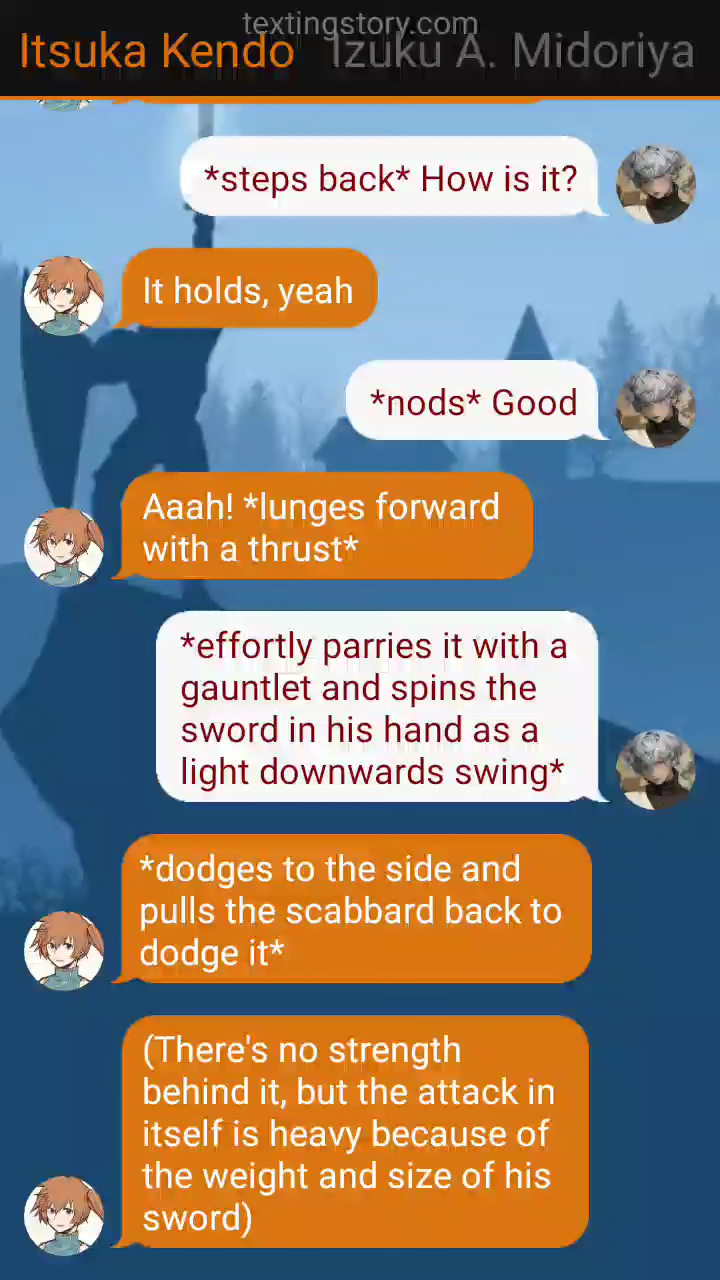 textingstory.com
Itsuka Kendo
Izuku A. Midoriya
*steps back* How is it?
It holds, yeah
*nods* Good
Aaah! *lunges forward
with a thrust*
*effortly parries it with a
gauntlet and spins the
sword in his hand as a
light downwards swing*
*dodges to the side and
pulls the scabbard back to
dodge it*
(There's no strength
behind it, but the attack in
itself is heavy because of
the weight and size of his
sword)